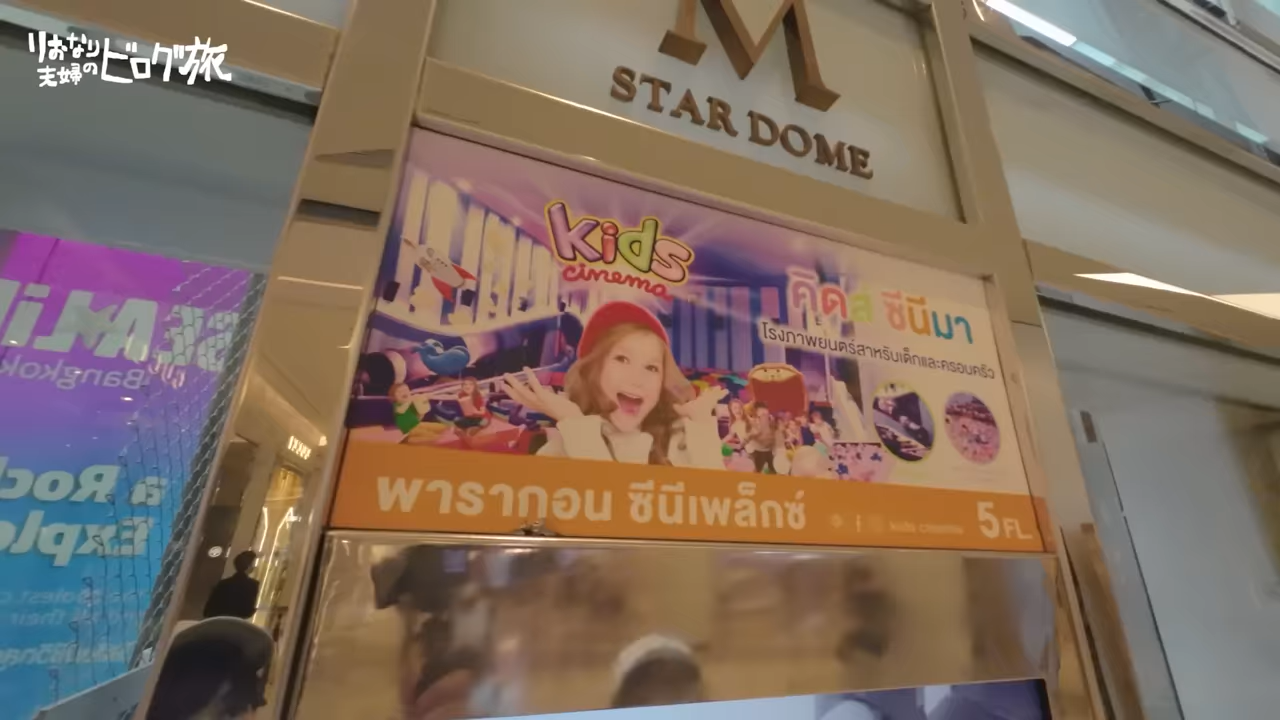 りおなり
夫婦の
ビログ旅
M
STAR DOME
kids
cinema
คิดส์ ซีนีมา
โรงภาพยนตร์สำหรับเด็กและครอบครัว
พารากอน ซีนีเพล็กซ์
kids cinema
5 FL.
Bangkok
a Rock
Explo